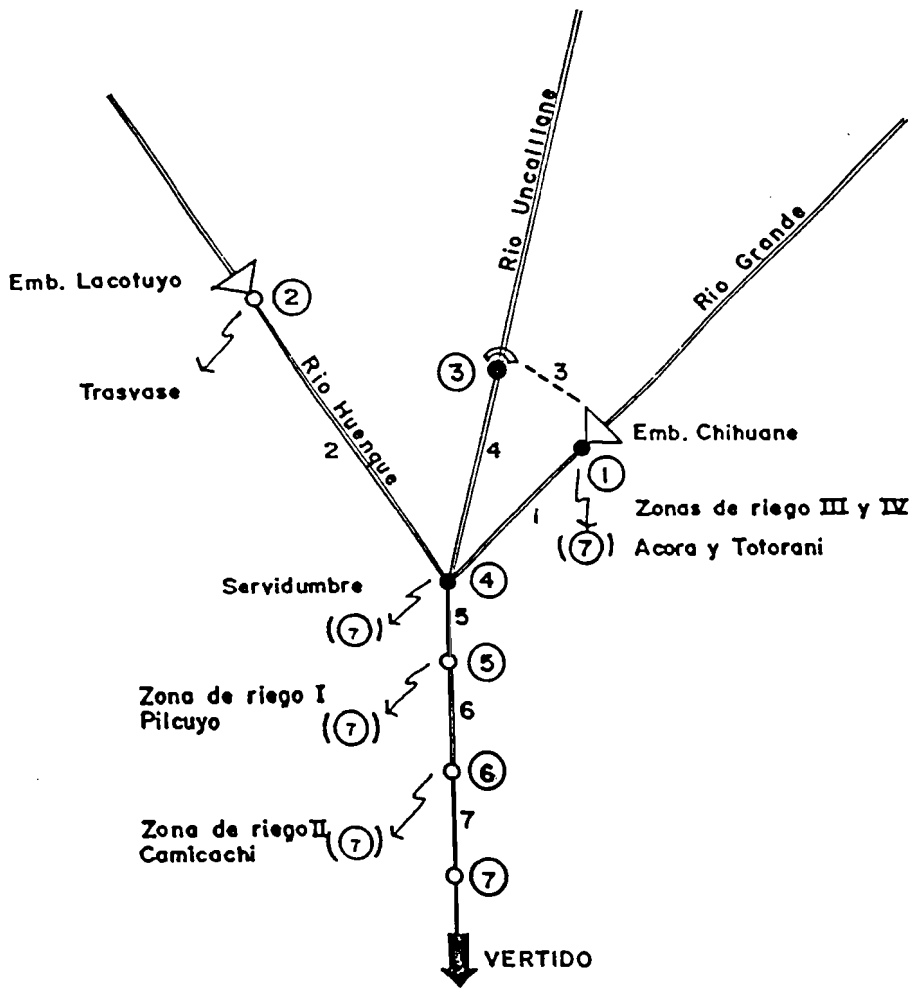 Rio Uncalllane
Rio Grande
Emb. Lacotuyo
2
Trasvase
Rio Huenque
2
3
3
4
Emb. Chihuane
1
1
Zonas de riego III y IV
(7) Acora y Totorani
Servidumbre
4
(7)
5
5
Zona de riego I
Pilcuyo
(7)
6
6
Zona de riego II
Camicachi
(7)
7
7
VERTIDO